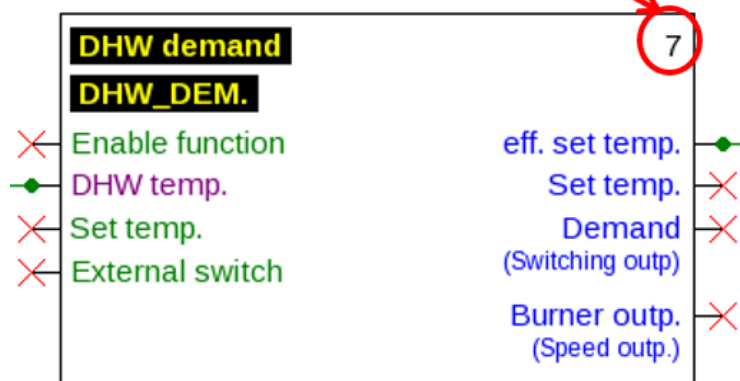 DHW demand 7
DHW_DEM.
Enable function eff. set temp.
DHW temp. Set temp.
Set temp. Demand
External switch (Switching outp)
Burner outp.
(Speed outp.)